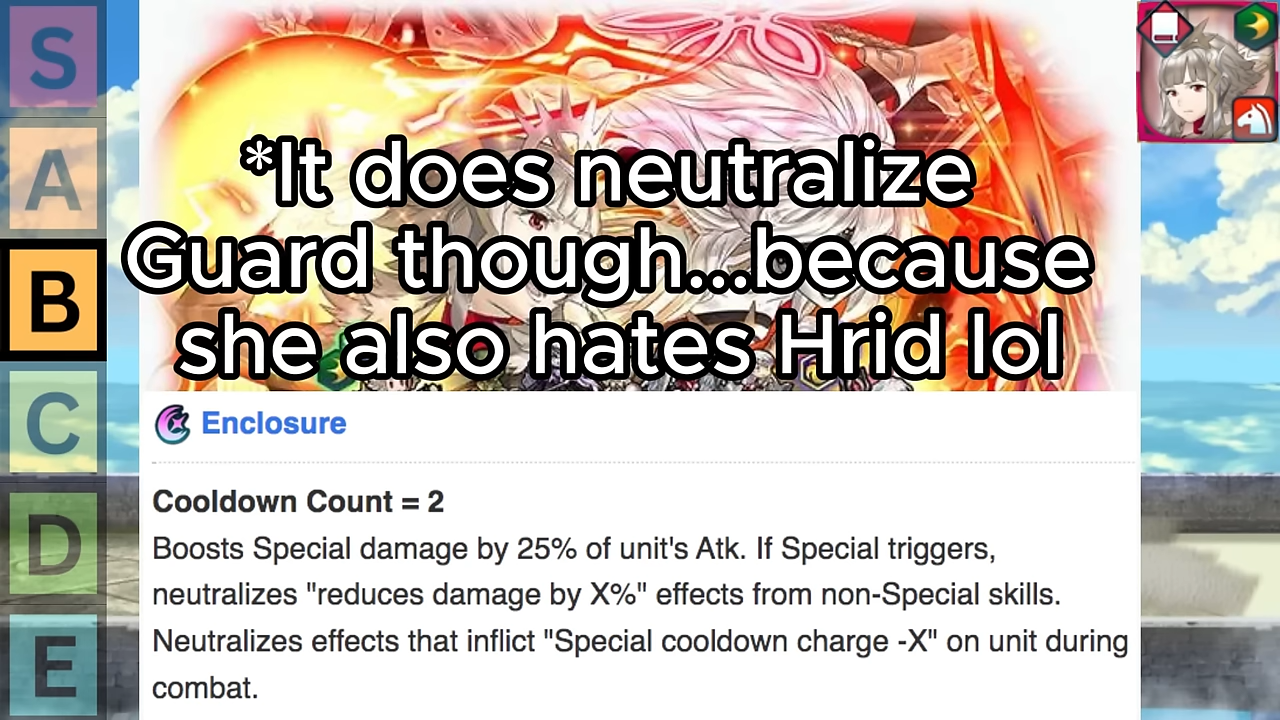 S
A
B
C
D
E
*It does neutralize
Guard though...because
she also hates Hrid lol
Enclosure
Cooldown Count = 2
Boosts Special damage by 25% of unit's Atk. If Special triggers,
neutralizes "reduces damage by X%" effects from non-Special skills.
Neutralizes effects that inflict "Special cooldown charge -X" on unit during
combat.